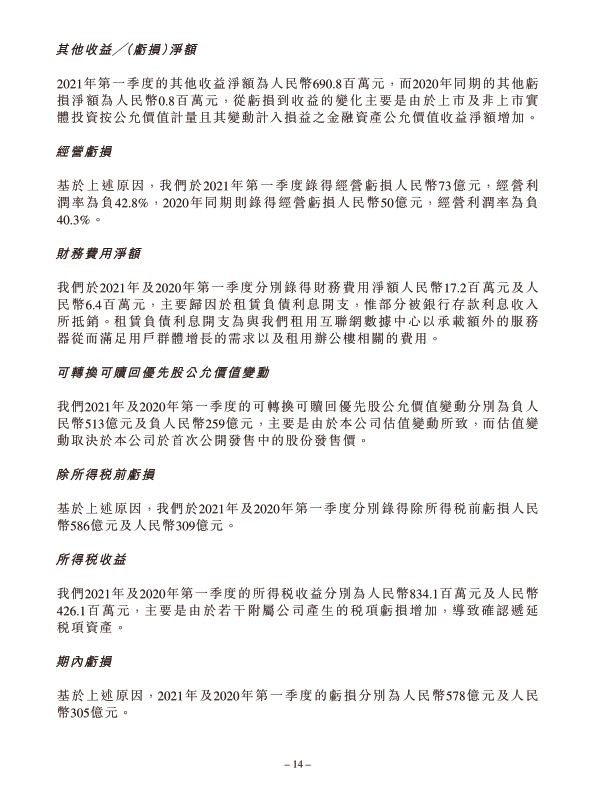 其他收益╱（虧損）淨額
2021年第一季度的其他收益淨額為人民幣690.8百萬元，而2020年同期的其他虧
損淨額為人民幣0.8百萬元，從虧損到收益的變化主要是由於上市及非上市實
體投資按公允價值計量且其變動計入損益之金融資產公允價值收益淨額增加。
經營虧損
基於上述原因，我們於2021年第一季度錄得經營虧損人民幣73億元，經營利
潤率為負42.8%，2020年同期則錄得經營虧損人民幣50億元，經營利潤率為負
40.3%。
財務費用淨額
我們於2021年及2020年第一季度分別錄得財務費用淨額人民幣17.2百萬元及人
民幣6.4百萬元，主要歸因於租賃負債利息開支，惟部分被銀行存款利息收入
所抵銷。租賃負債利息開支為與我們租用互聯網數據中心以承載額外的服務
器從而滿足用戶群體增長的需求以及租用辦公樓相關的費用。
可轉換可贖回優先股公允價值變動
我們2021年及2020年第一季度的可轉換可贖回優先股公允價值變動分別為負人
民幣513億元及負人民幣259億元，主要是由於本公司估值變動所致，而估值變
動取決於本公司於首次公開發售中的股份發售價。
除所得稅前虧損
基於上述原因，我們於2021年及2020年第一季度分別錄得除所得稅前虧損人民
幣586億元及人民幣309億元。
所得稅收益
我們2021年及2020年第一季度的所得稅收益分別為人民幣834.1百萬元及人民幣
426.1百萬元，主要是由於若干附屬公司產生的稅項虧損增加，導致確認遞延
稅項資產。
期內虧損
基於上述原因，2021年及2020年第一季度的虧損分別為人民幣578億元及人民
幣305億元。
– 14 –